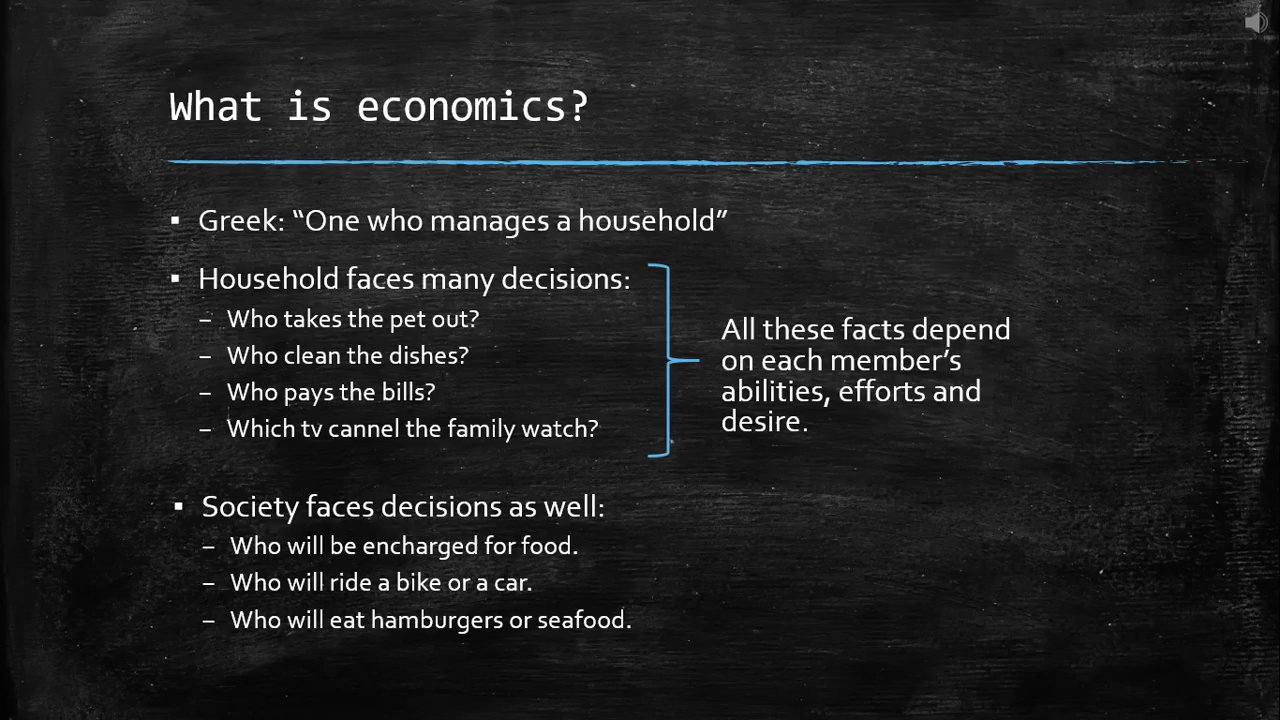 What is economics?
▪ Greek: “One who manages a household”
▪ Household faces many decisions:
– Who takes the pet out?
– Who clean the dishes?
– Who pays the bills?
– Which tv cannel the family watch?
All these facts depend
on each member’s
abilities, efforts and
desire.
▪ Society faces decisions as well:
– Who will be encharged for food.
– Who will ride a bike or a car.
– Who will eat hamburgers or seafood.